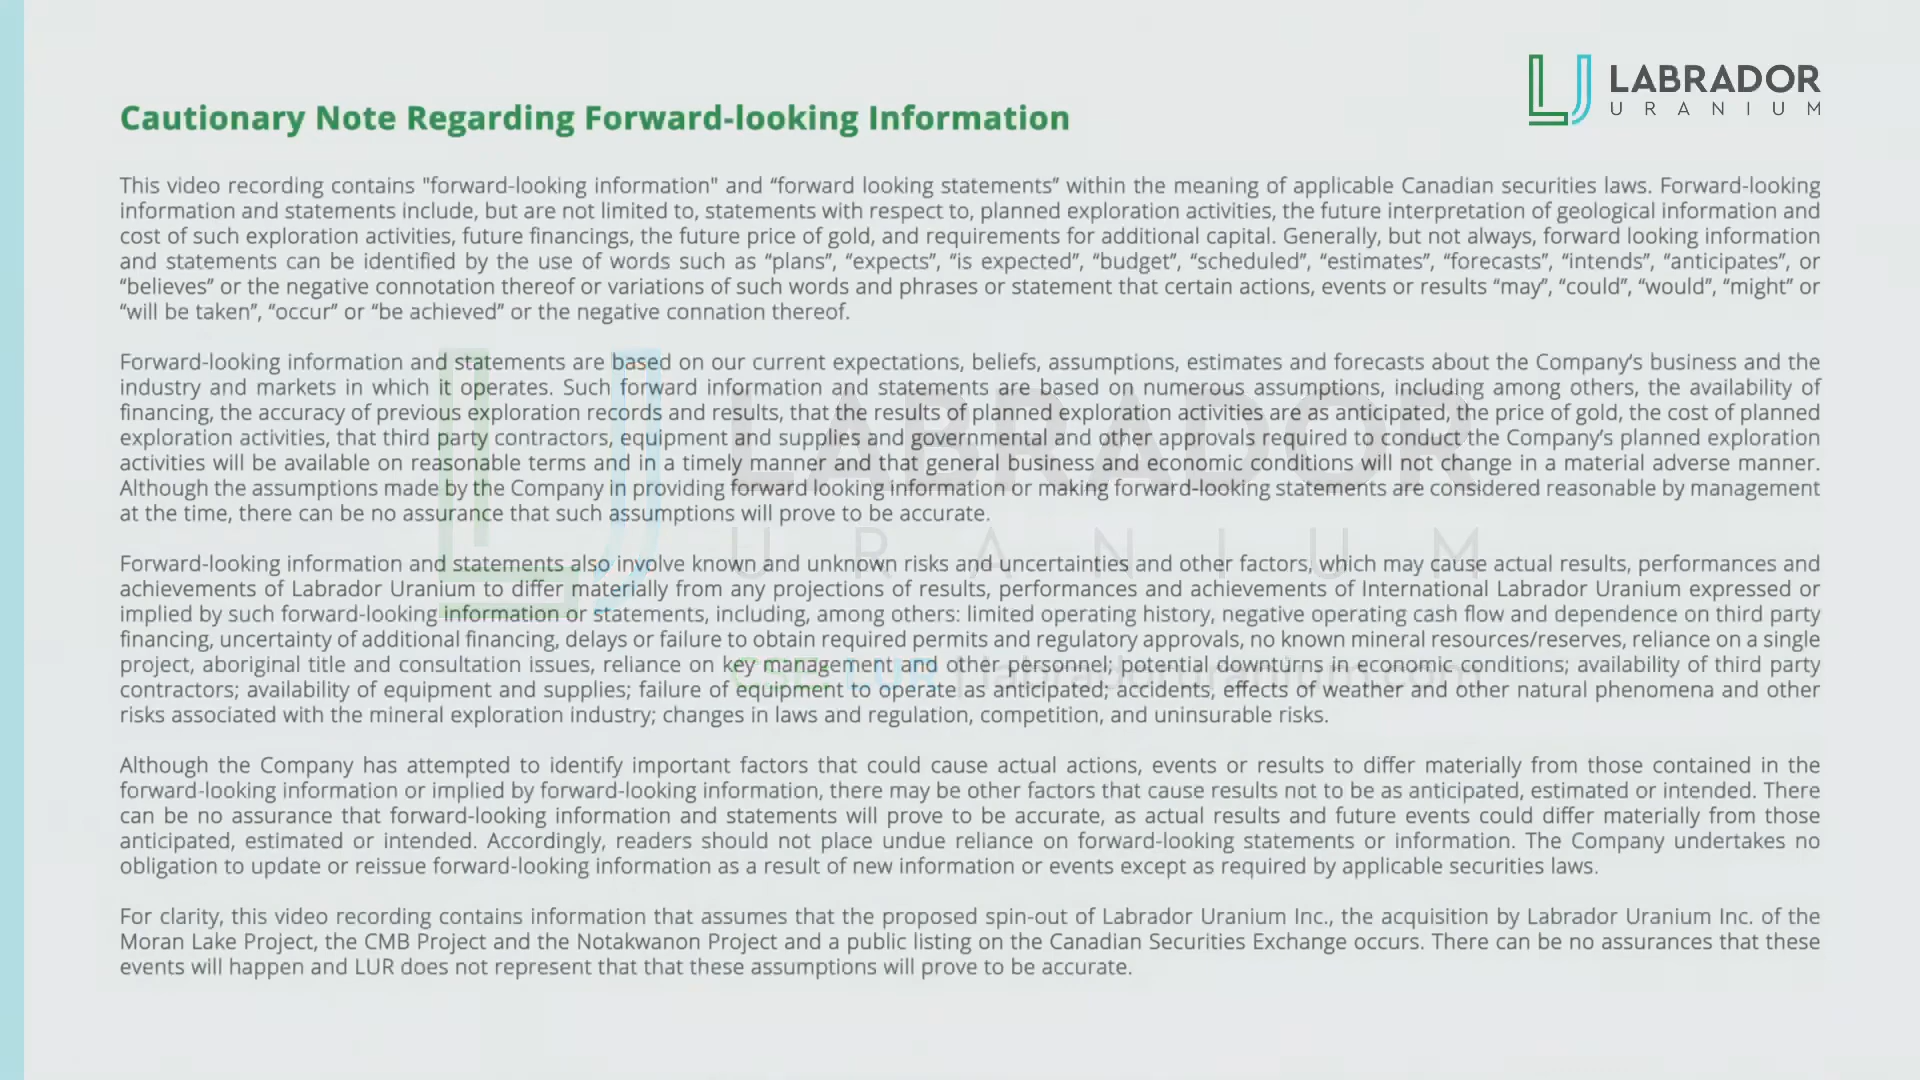 LABRADOR
URANIUM
Cautionary Note Regarding Forward-looking Information
This video recording contains "forward-looking information" and “forward looking statements” within the meaning of applicable Canadian securities laws. Forward-looking
information and statements include, but are not limited to, statements with respect to, planned exploration activities, the future interpretation of geological information and
cost of such exploration activities, future financings, the future price of gold, and requirements for additional capital. Generally, but not always, forward looking information
and statements can be identified by the use of words such as “plans”, “expects”, “is expected”, “budget”, “scheduled”, “estimates”, “forecasts”, “intends”, “anticipates”, or
“believes” or the negative connotation thereof or variations of such words and phrases or statement that certain actions, events or results “may”, “could”, “would”, “might” or
“will be taken”, “occur” or “be achieved” or the negative connation thereof.
Forward-looking information and statements are based on our current expectations, beliefs, assumptions, estimates and forecasts about the Company’s business and the
industry and markets in which it operates. Such forward information and statements are based on numerous assumptions, including among others, the availability of
financing, the accuracy of previous exploration records and results, that the results of planned exploration activities are as anticipated, the price of gold, the cost of planned
exploration activities, that third party contractors, equipment and supplies and governmental and other approvals required to conduct the Company’s planned exploration
activities will be available on reasonable terms and in a timely manner and that general business and economic conditions will not change in a material adverse manner.
Although the assumptions made by the Company in providing forward looking information or making forward-looking statements are considered reasonable by management
at the time, there can be no assurance that such assumptions will prove to be accurate.
Forward-looking information and statements also involve known and unknown risks and uncertainties and other factors, which may cause actual results, performances and
achievements of Labrador Uranium to differ materially from any projections of results, performances and achievements of International Labrador Uranium expressed or
implied by such forward-looking information or statements, including, among others: limited operating history, negative operating cash flow and dependence on third party
financing, uncertainty of additional financing, delays or failure to obtain required permits and regulatory approvals, no known mineral resources/reserves, reliance on a single
project, aboriginal title and consultation issues, reliance on key management and other personnel; potential downturns in economic conditions; availability of third party
contractors; availability of equipment and supplies; failure of equipment to operate as anticipated; accidents, effects of weather and other natural phenomena and other
risks associated with the mineral exploration industry; changes in laws and regulation, competition, and uninsurable risks.
Although the Company has attempted to identify important factors that could cause actual actions, events or results to differ materially from those contained in the
forward-looking information or implied by forward-looking information, there may be other factors that cause results not to be as anticipated, estimated or intended. There
can be no assurance that forward-looking information and statements will prove to be accurate, as actual results and future events could differ materially from those
anticipated, estimated or intended. Accordingly, readers should not place undue reliance on forward-looking statements or information. The Company undertakes no
obligation to update or reissue forward-looking information as a result of new information or events except as required by applicable securities laws.
For clarity, this video recording contains information that assumes that the proposed spin-out of Labrador Uranium Inc., the acquisition by Labrador Uranium Inc. of the
Moran Lake Project, the CMB Project and the Notakwanon Project and a public listing on the Canadian Securities Exchange occurs. There can be no assurances that these
events will happen and LUR does not represent that that these assumptions will prove to be accurate.
LABRADOR
URANIUM
CSE: LUR | labradoruranium.com